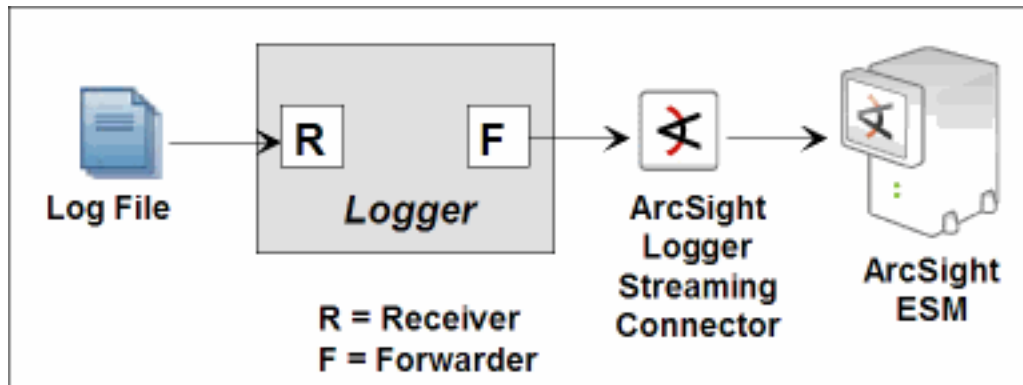 R
F
Logger
Log File
ArcSight
Logger
Streaming
Connector
ArcSight
ESM
R = Receiver
F = Forwarder